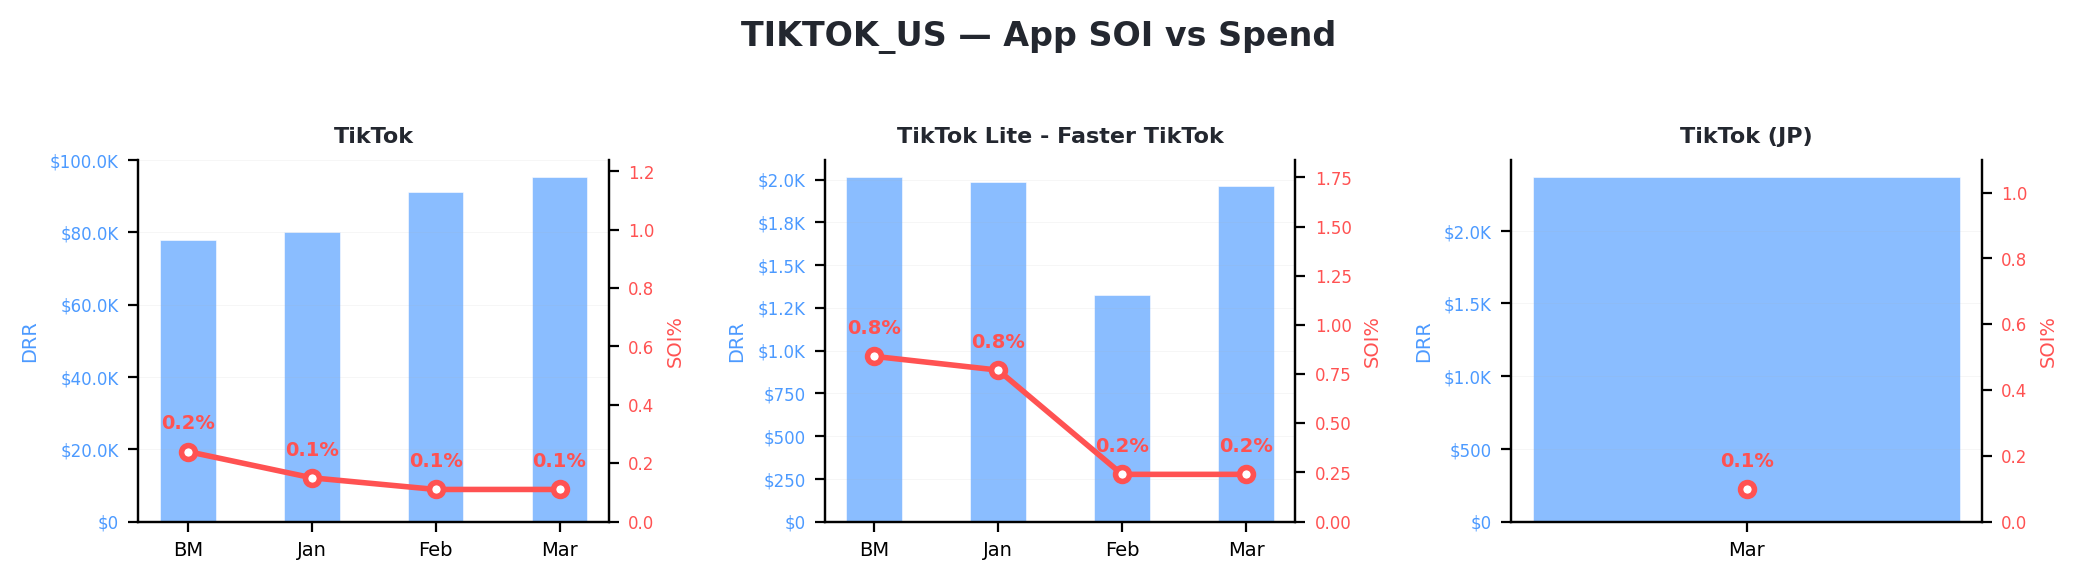 TIKTOK_US — App SOI vs Spend
TikTok
$100.0K
$80.0K
$60.0K
$40.0K
$20.0K
$0
DRR
1.2
1.0
0.8
0.6
0.4
0.2
0.0
SOI%
0.2%
0.1%
0.1%
0.1%
BM
Jan
Feb
Mar
TikTok Lite - Faster TikTok
$2.0K
$1.8K
$1.5K
$1.2K
$1.0K
$750
$500
$250
$0
DRR
1.75
1.50
1.25
1.00
0.75
0.50
0.25
0.00
SOI%
0.8%
0.8%
0.2%
0.2%
BM
Jan
Feb
Mar
TikTok (JP)
$2.0K
$1.5K
$1.0K
$500
$0
DRR
1.0
0.8
0.6
0.4
0.2
0.0
SOI%
0.1%
Mar